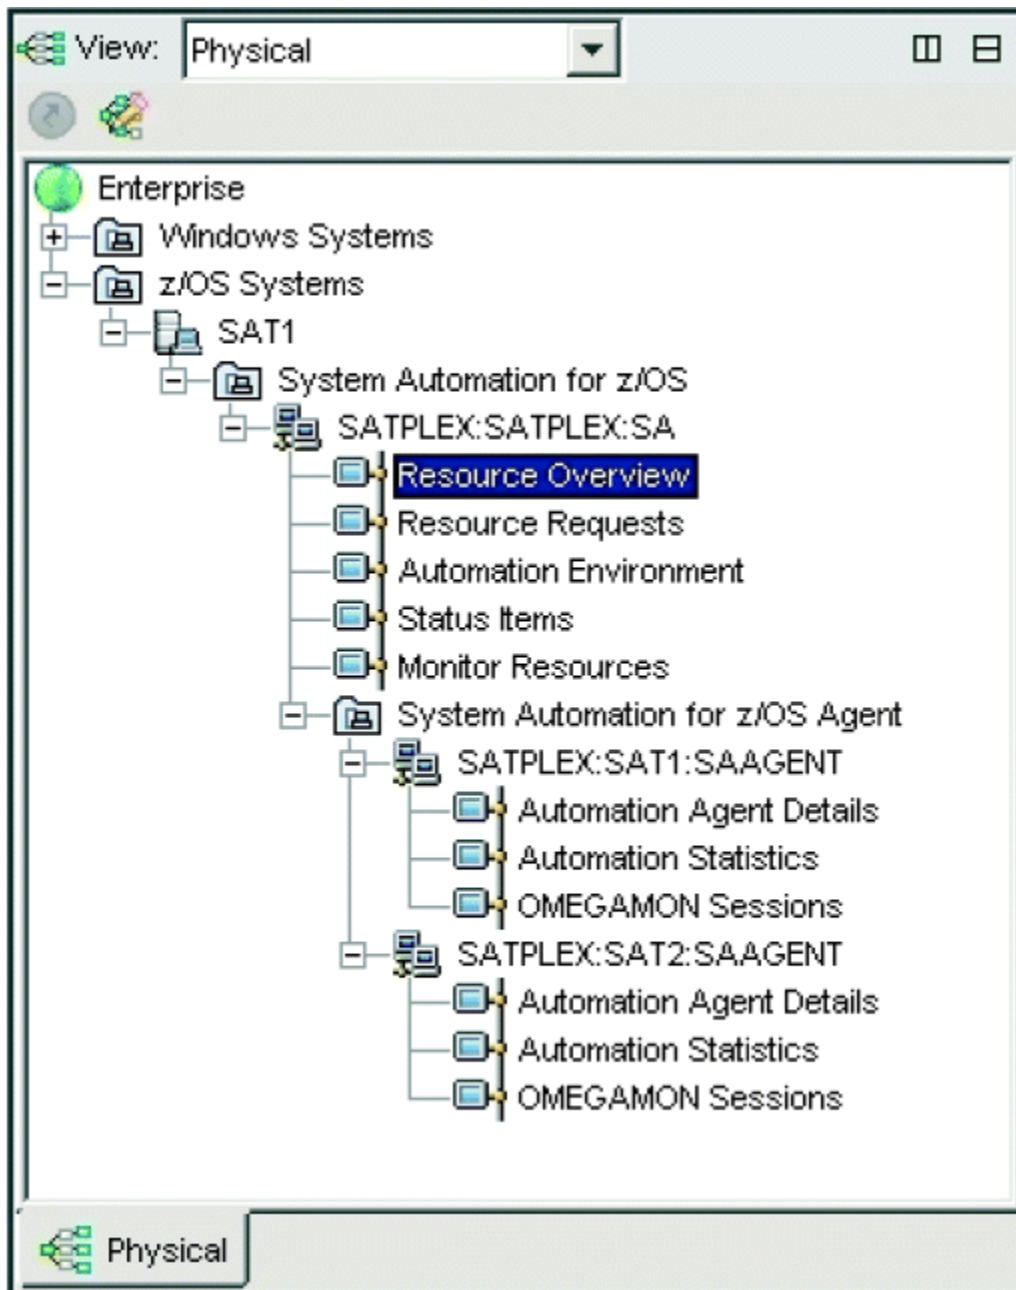 View: Physical
Enterprise
Windows Systems
z/OS Systems
SAT1
System Automation for z/OS
SATPLEX:SATPLEX:SA
Resource Overview
Resource Requests
Automation Environment
Status Items
Monitor Resources
System Automation for z/OS Agent
SATPLEX:SAT1:SAAGENT
Automation Agent Details
Automation Statistics
OMEGAMON Sessions
SATPLEX:SAT2:SAAGENT
Automation Agent Details
Automation Statistics
OMEGAMON Sessions
Physical